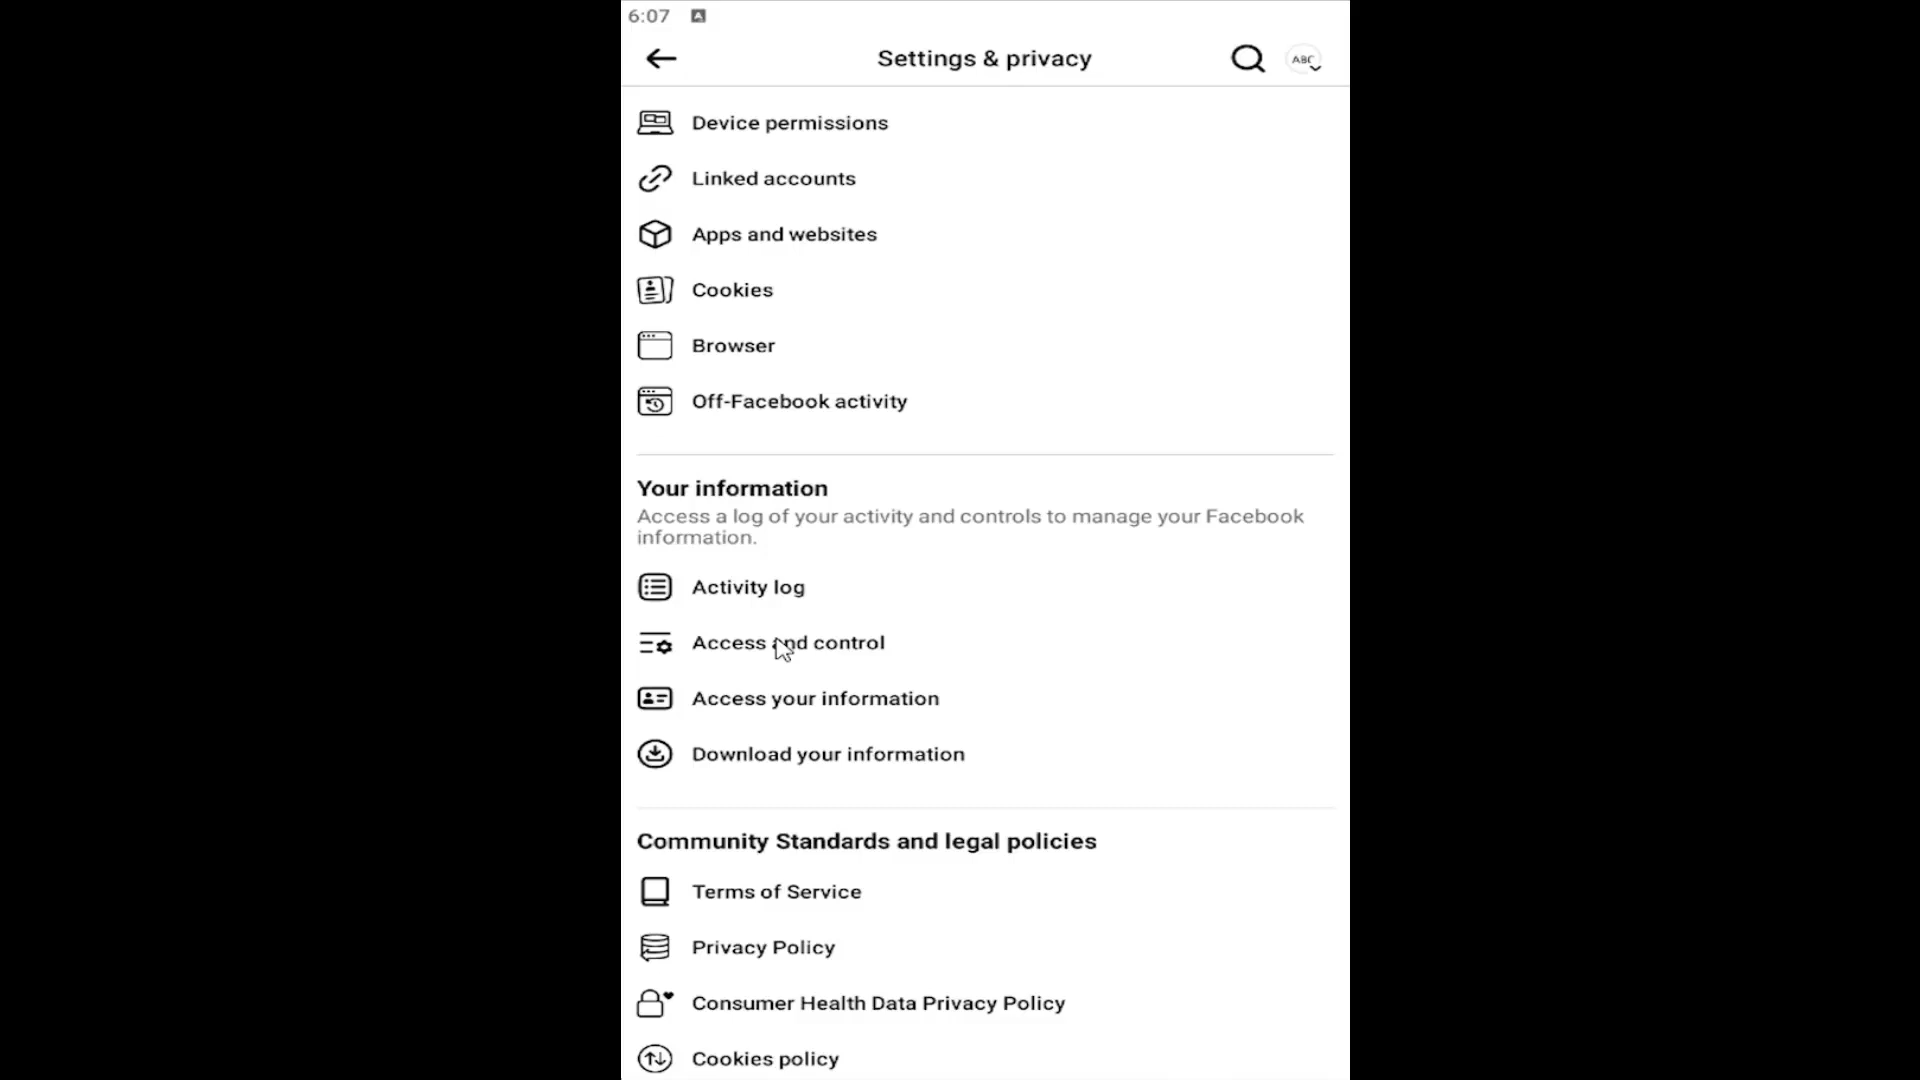 6:07
A
Settings & privacy
ABC
Device permissions
Linked accounts
Apps and websites
Cookies
Browser
Off-Facebook activity
Your information
Access a log of your activity and controls to manage your Facebook
information.
Activity log
Access and control
Access your information
Download your information
Community Standards and legal policies
Terms of Service
Privacy Policy
Consumer Health Data Privacy Policy
Cookies policy